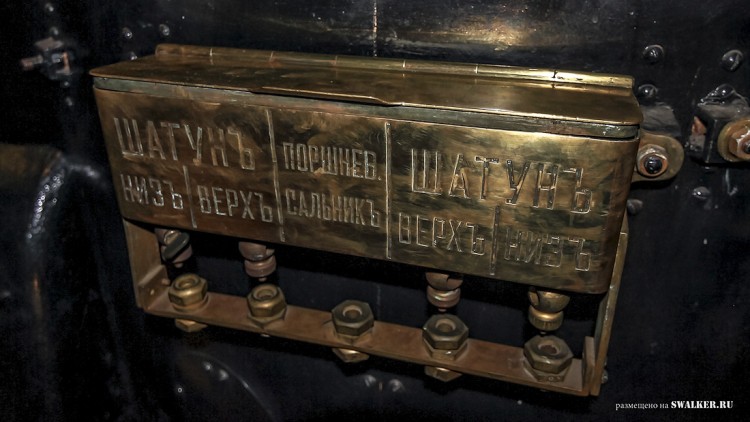 ШАТУНЪ
НИЗЪ ВЕРХЪ
ПОРШНЕВ.
САЛЬНИКЪ
ШАТУНЪ
ВЕРХЪ НИЗЪ
размещено на SWALKER.RU